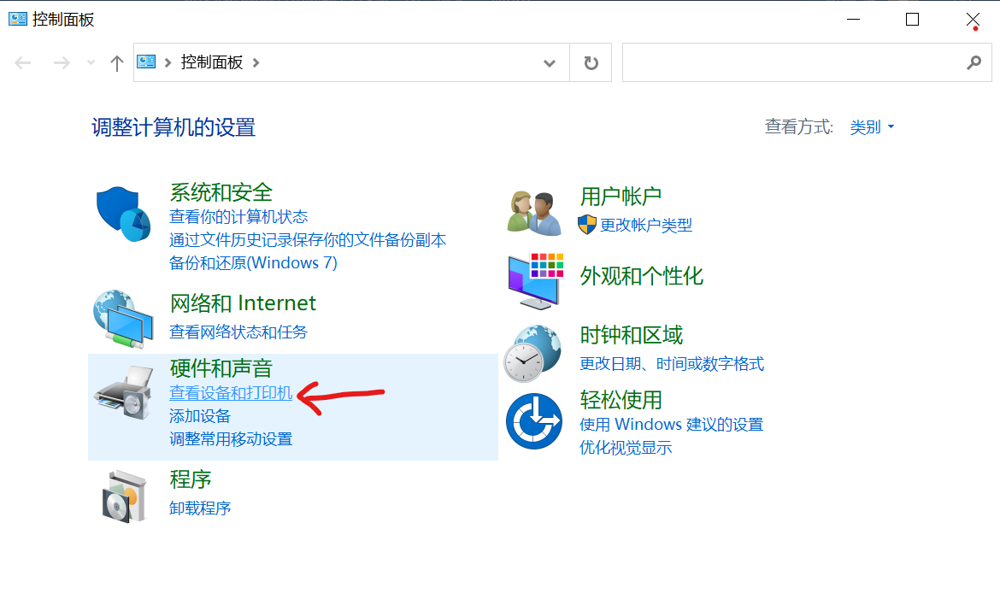 控制面板
控制面板
调整计算机的设置
查看方式: 类别
系统和安全
查看你的计算机状态
通过文件历史记录保存你的文件备份副本
备份和还原(Windows 7)
网络和 Internet
查看网络状态和任务
硬件和声音
查看设备和打印机
添加设备
调整常用移动设置
程序
卸载程序
用户帐户
更改帐户类型
外观和个性化
时钟和区域
更改日期、时间或数字格式
轻松使用
使用 Windows 建议的设置
优化视觉显示